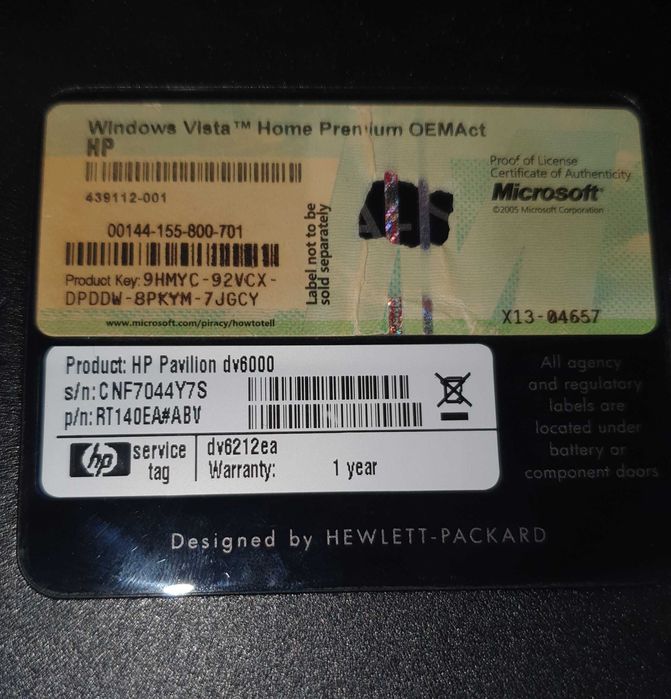 Windows Vista™ Home Premium OEMAct
HP
439112-001
00144-155-800-701
Product Key: 9HMYC-92VCX-
DPDDW-8PKYM-7JGCY
www.microsoft.com/piracy/howtotell
Label not to be
sold separately
Proof of License
Certificate of Authenticity
Microsoft®
©2005 Microsoft Corporation
X13-04657
Product: HP Pavilion dv6000
s/n: CNF7044Y7S
p/n: RT140EA#ABV
hp
service
tag
dv6212ea
Warranty: 1 year
All agency
and regulatory
labels are
located under
battery or
component doors
Designed by HEWLETT-PACKARD